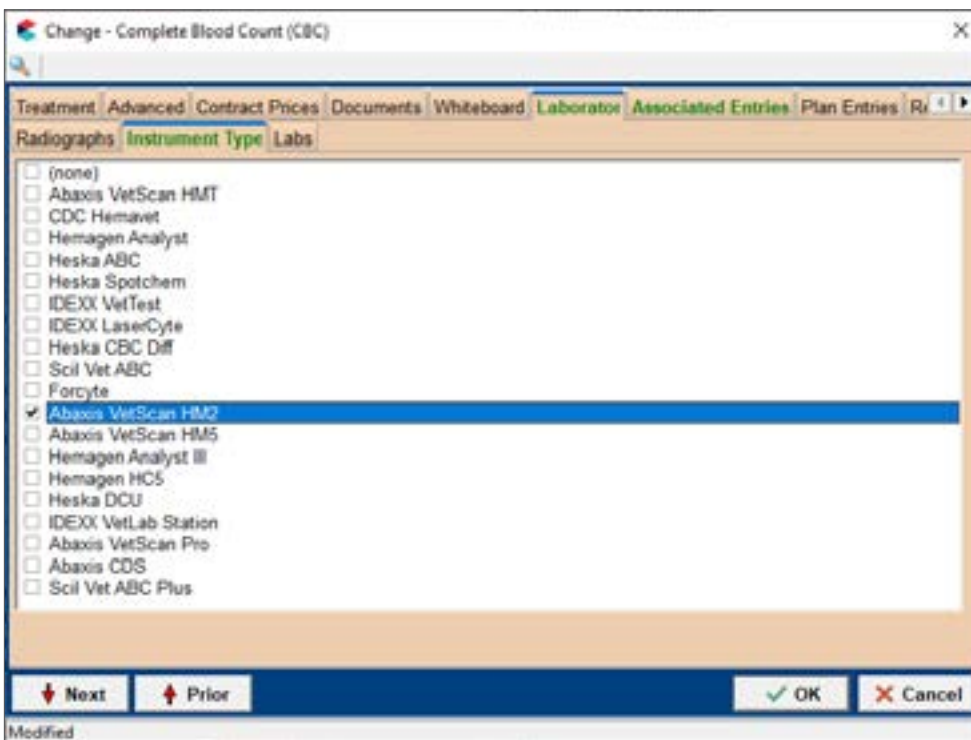 Change - Complete Blood Count (CBC)
Treatment Advanced Contract Prices Documents Whiteboard Laborator Associated Entries Plan Entries
Radiographs Instrument Type Labs
(none)
Abaxis VetScan HMT
CDC Hemavet
Hemagen Analyst
Heska ABC
Heska Spotchem
IDEXX VetTest
IDEXX LaserCyte
Heska CBC Diff
Scil Vet ABC
Forcyte
Abaxis VetScan HM2
Abaxis VetScan HM5
Hemagen Analyst III
Hemagen HC5
Heska DCU
IDEXX VetLab Station
Abaxis VetScan Pro
Abaxis CDS
Scil Vet ABC Plus
Next Prior OK Cancel
Modified